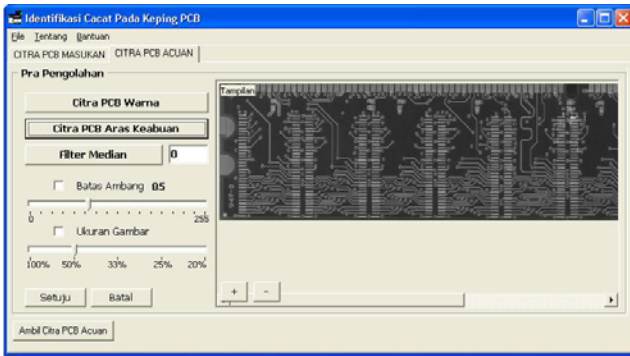 Identifikasi Cacat Pada Keping PCB
File Tentang Bantuan
CITRA PCB MASUKAN CITRA PCB ACUAN
Pra Pengolahan
Citra PCB Warna
Citra PCB Aras Keabuan
Filter Median 0
Batas Ambang 85
0 255
Ukuran Gambar
100% 50% 33% 25% 20%
Setuju Batal
Tampilan
+ -
Ambil Citra PCB Acuan